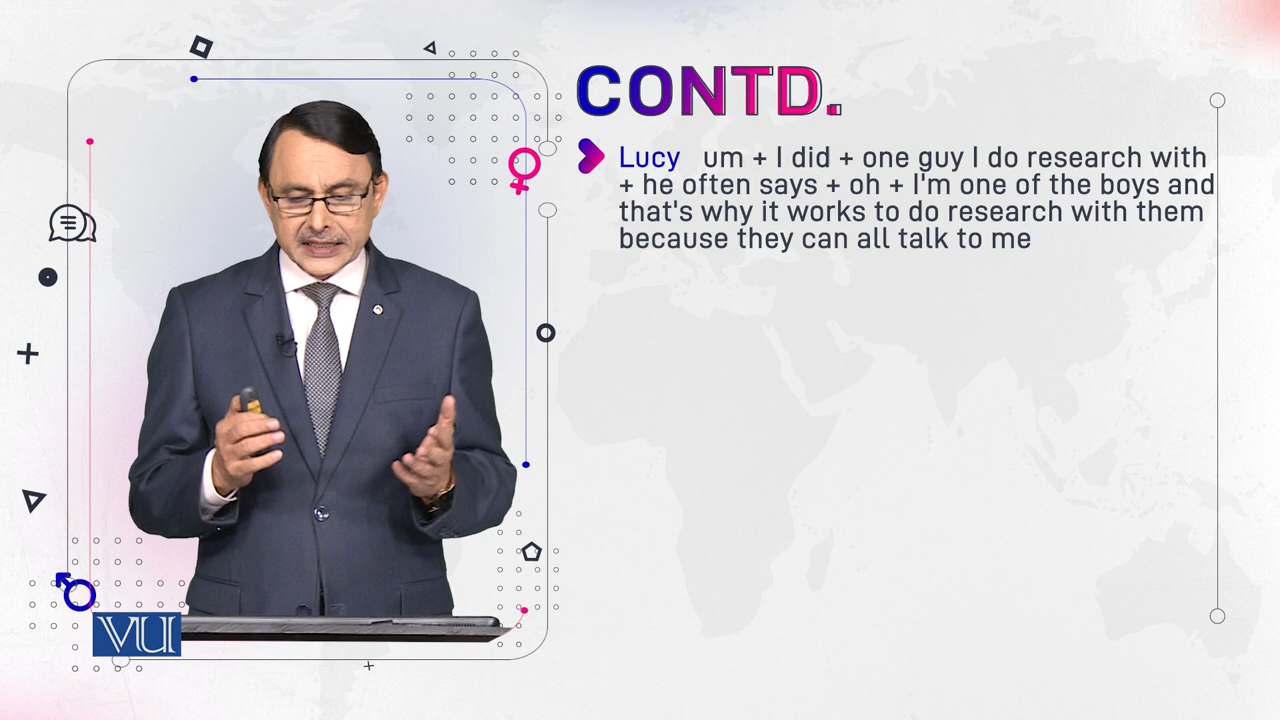 CONTD.
Lucy um + I did + one guy I do research with
+ he often says + oh + I'm one of the boys and
that's why it works to do research with them
because they can all talk to me
VU